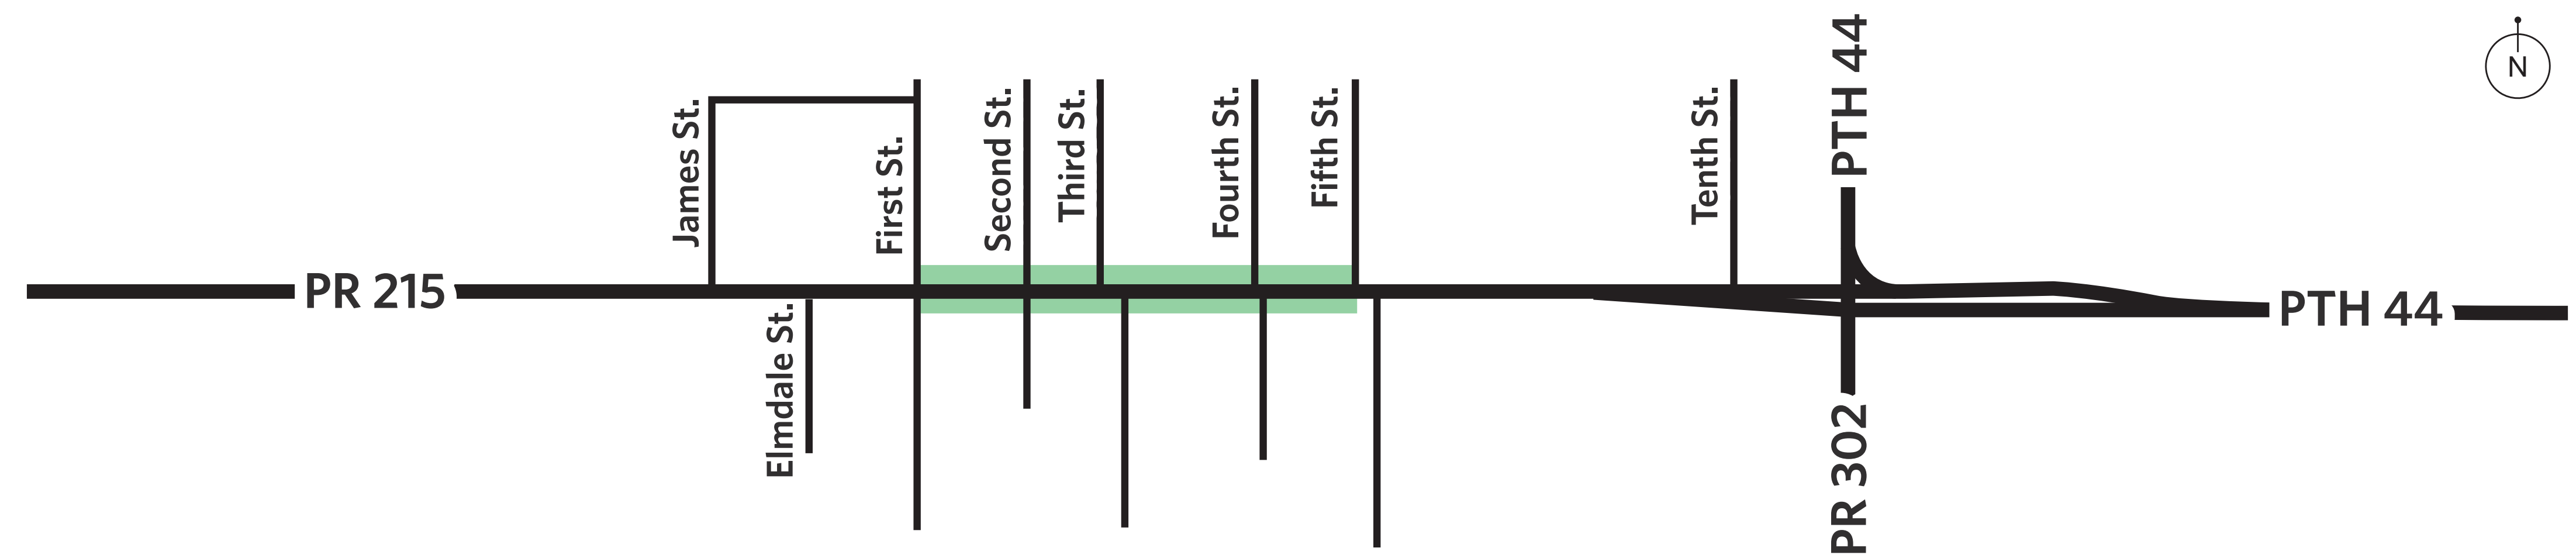 PTH 44
N
James St.
First St.
Second St.
Third St.
Fourth St.
Fifth St.
Tenth St.
PR 215
PTH 44
Elmdale St.
PR 302